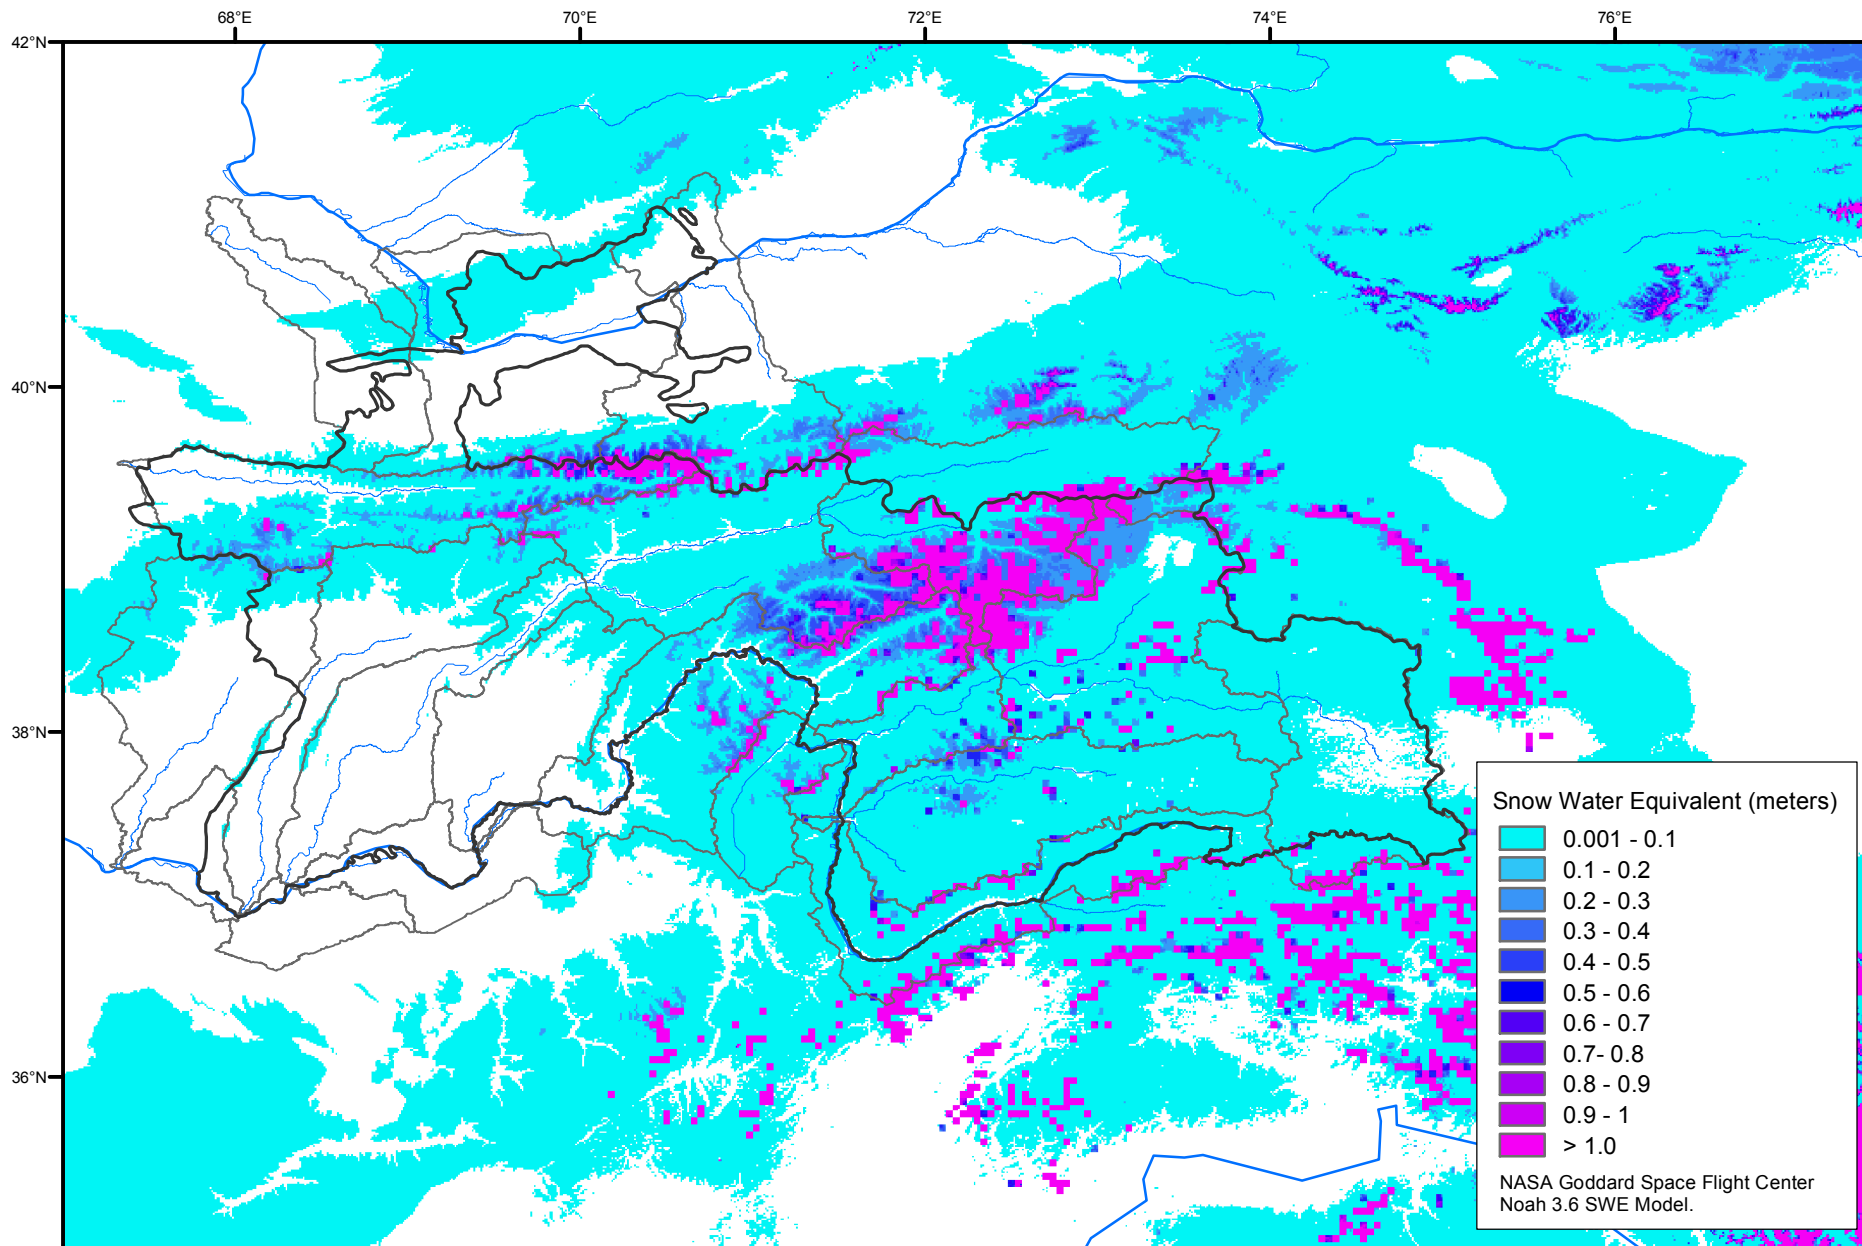 68°E
70°E
72°E
74°E
76°E
42°N
40°N
38°N
36°N
Snow Water Equivalent (meters)
0.001 - 0.1
0.1 - 0.2
0.2 - 0.3
0.3 - 0.4
0.4 - 0.5
0.5 - 0.6
0.6 - 0.7
0.7- 0.8
0.8 - 0.9
0.9 - 1
> 1.0
NASA Goddard Space Flight Center
Noah 3.6 SWE Model.